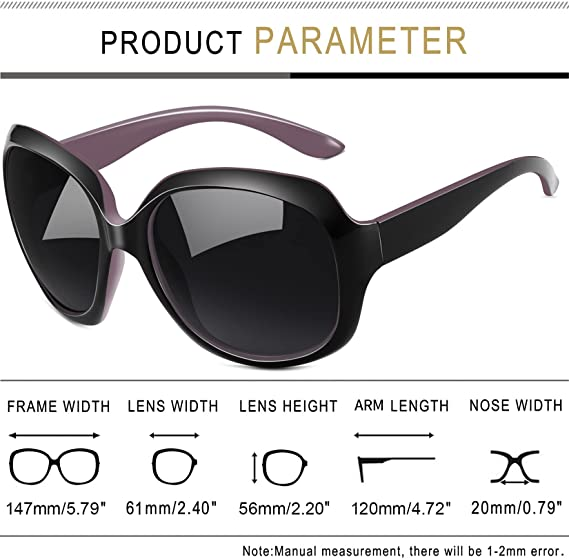 PRODUCT PARAMETER
FRAME WIDTH LENS WIDTH LENS HEIGHT ARM LENGTH NOSE WIDTH
147mm/5.79" 61mm/2.40" 56mm/2.20" 120mm/4.72" 20mm/0.79"
Note:Manual measurement, there will be 1-2mm error.